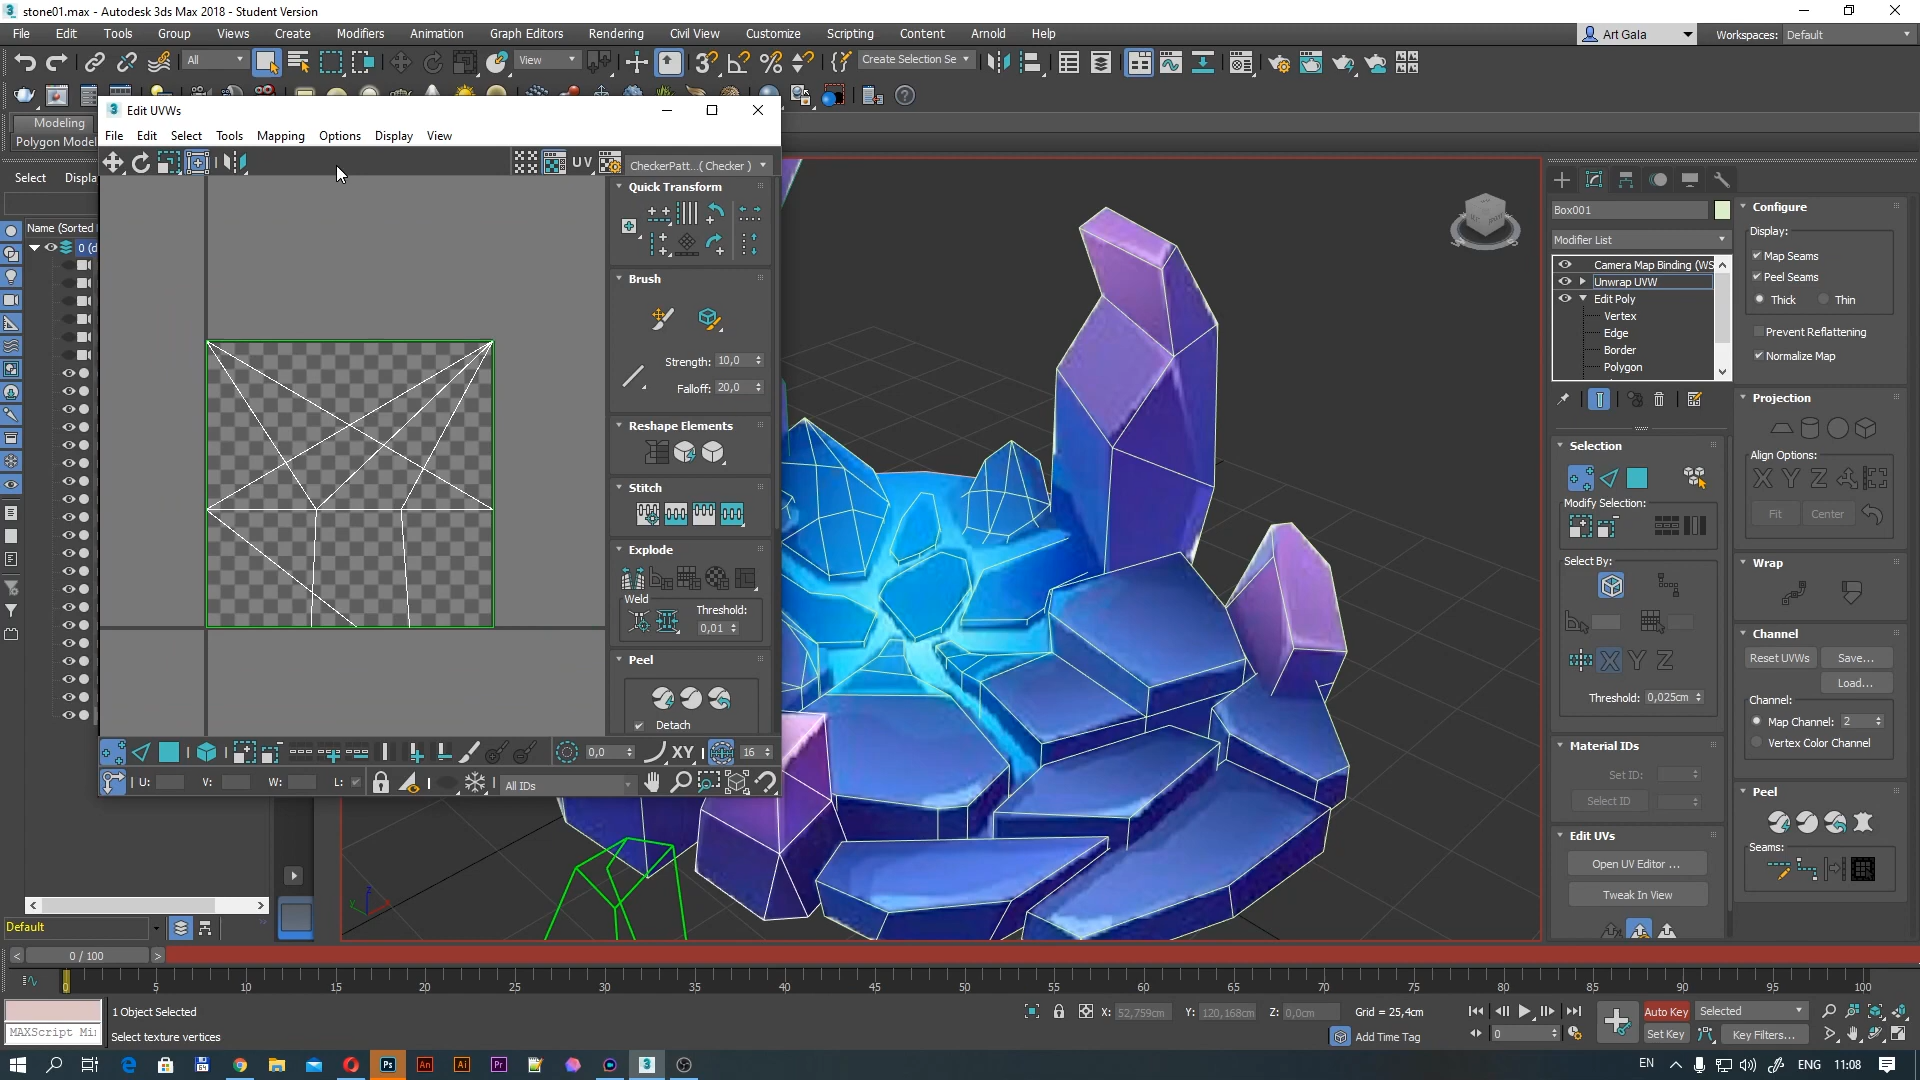 stone01.max - Autodesk 3ds Max 2018 - Student Version
File Edit Tools Group Views Create Modifiers Animation Graph Editors Rendering Civil View Customize Scripting Content Arnold Help
Art Gala
Workspaces: Default
All
View
Create Selection Se
Modeling
Polygon Model
Select Displa
Name (Sorted
0 (d
Edit UVWs
File Edit Select Tools Mapping Options Display View
UV
CheckerPatt...( Checker )
Quick Transform
Brush
Strength: 10,0
Falloff: 20,0
Reshape Elements
Stitch
Explode
Weld
Threshold:
0,01
Peel
Detach
0,0
XY
16
U: V: W: L:
All IDs
Box001
Modifier List
Camera Map Binding (WS
Unwrap UVW
Edit Poly
Vertex
Edge
Border
Polygon
Selection
Modify Selection:
Select By:
X Y Z
Threshold: 0,025cm
Material IDs
Set ID:
Select ID
Edit UVs
Open UV Editor ...
Tweak In View
Configure
Display:
Map Seams
Peel Seams
Thick Thin
Prevent Reflattening
Normalize Map
Projection
Align Options:
X Y Z
Fit Center
Wrap
Channel
Reset UVWs Save...
Load...
Channel:
Map Channel: 2
Vertex Color Channel
Peel
Seams:
Default
0 / 100
0 5 10 15 20 25 30 35 40 45 50 55 60 65 70 75 80 85 90 95 100
1 Object Selected
MAXScript Mi
Select texture vertices
X: 52,759cm Y: 120,168cm Z: 0,0cm Grid = 25,4cm
Add Time Tag
0
Auto Key Selected
Set Key Key Filters...
EN ENG 11:08